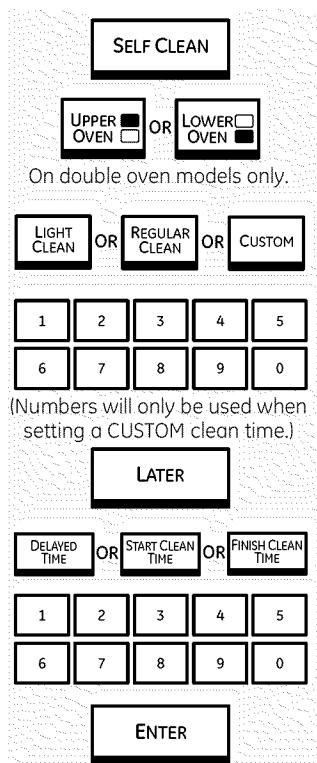 SELF CLEAN
UPPER OVEN OR LOWER OVEN
On double oven models only.
LIGHT CLEAN OR REGULAR CLEAN OR CUSTOM
1 2 3 4 5
6 7 8 9 0
(Numbers will only be used when
setting a CUSTOM clean time.)
LATER
DELAYED TIME OR START CLEAN TIME OR FINISH CLEAN TIME
1 2 3 4 5
6 7 8 9 0
ENTER